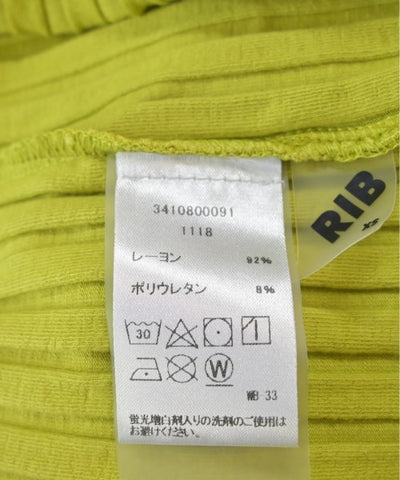 3410800091
1118
レーヨン 92%
ポリウレタン 8%
30
W
WB-33
蛍光増白剤入りの洗剤のご使用は
お避けください。
RIB
XS